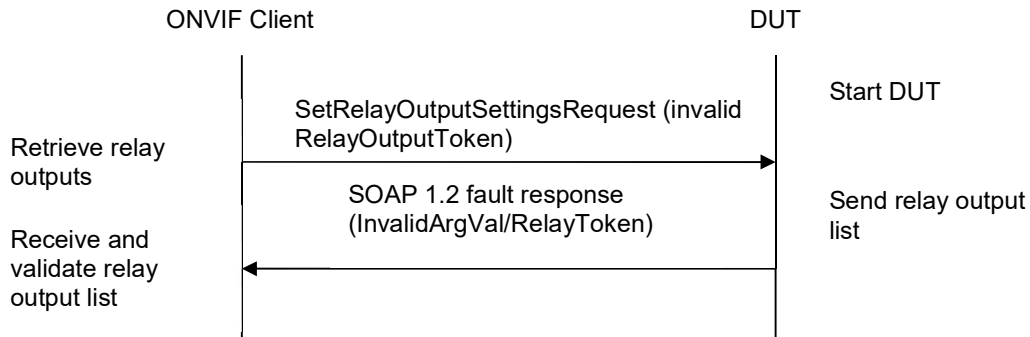 ONVIF Client
DUT
Start DUT
SetRelayOutputSettingsRequest (invalid
RelayOutputToken)
Retrieve relay
outputs
SOAP 1.2 fault response
(InvalidArgVal/RelayToken)
Send relay output
list
Receive and
validate relay
output list